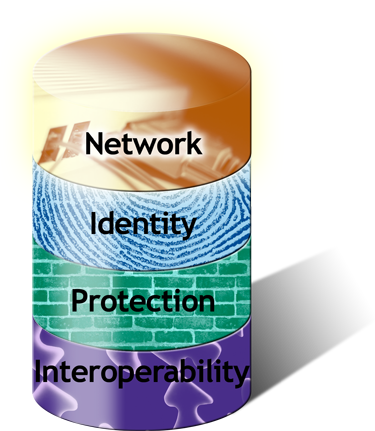 Network
Identity
Protection
Interoperability